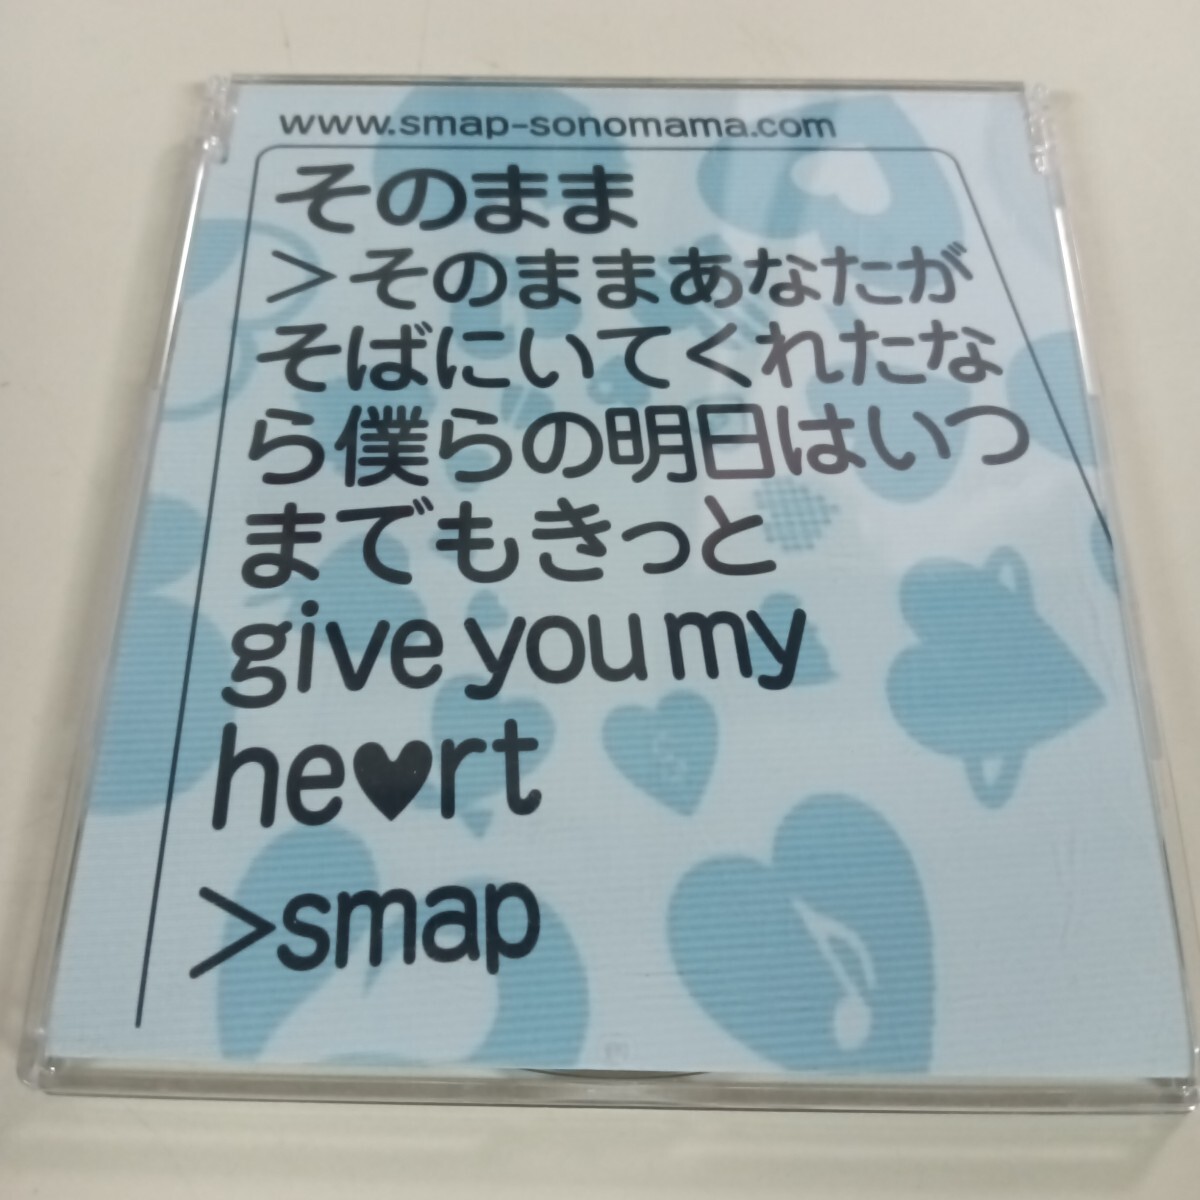 www.smap-sonomama.com
そのまま
>そのままあなたが
そばにいてくれたな
ら僕らの明日はいつ
までもきっと
give you my
he♥rt
>smap